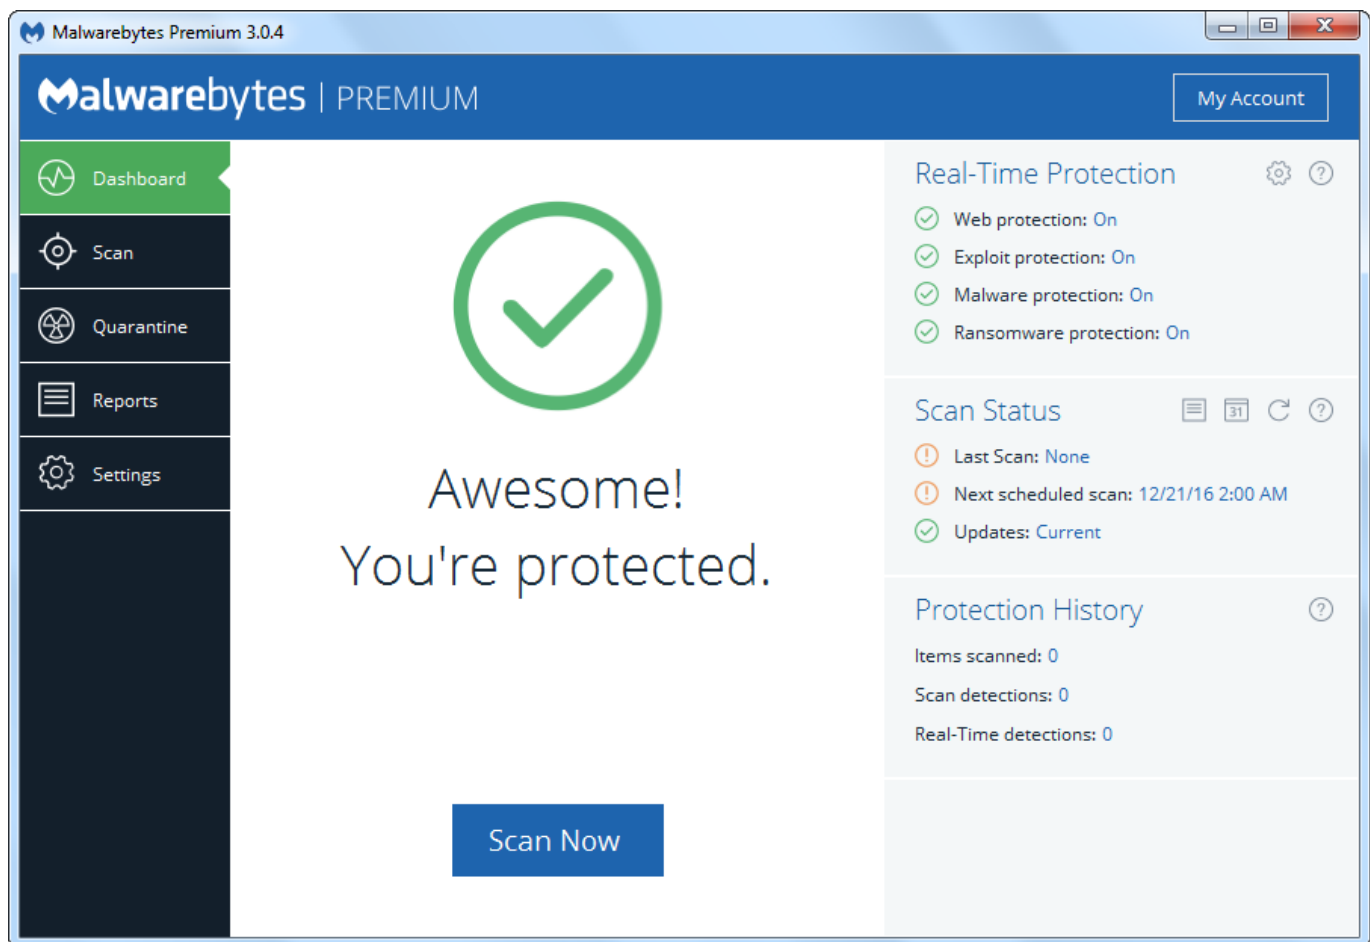 Malwarebytes Premium 3.0.4
Malwarebytes | PREMIUM
My Account
Dashboard
Scan
Quarantine
Reports
Settings
Awesome!
You're protected.
Scan Now
Real-Time Protection
Web protection: On
Exploit protection: On
Malware protection: On
Ransomware protection: On
Scan Status
31
Last Scan: None
Next scheduled scan: 12/21/16 2:00 AM
Updates: Current
Protection History
Items scanned: 0
Scan detections: 0
Real-Time detections: 0